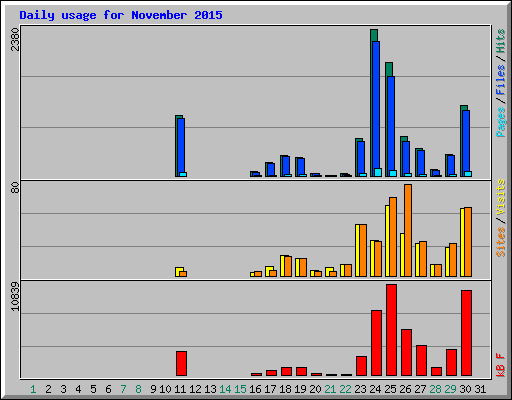 Daily usage for November 2015
2380
80
10839
Pages/Files/Hits
Sites/Visits
kB F
1 2 3 4 5 6 7 8 9 10 11 12 13 14 15 16 17 18 19 20 21 22 23 24 25 26 27 28 29 30 31